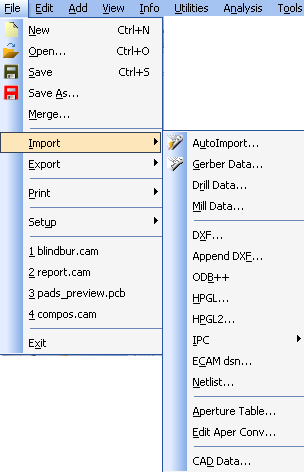 File Edit Add View Info Utilities Analysis Tools
New Ctrl+N
Open... Ctrl+O
Save Ctrl+S
Save As...
Merge...
Import
Export
Print
Setup
1 blindbur.cam
2 report.cam
3 pads_preview.pcb
4 compos.cam
Exit
AutoImport...
Gerber Data...
Drill Data...
Mill Data...
DXF...
Append DXF...
ODB++
HPGL...
HPGL2...
IPC
ECAM dsn...
Netlist...
Aperture Table...
Edit Aper Conv...
CAD Data...